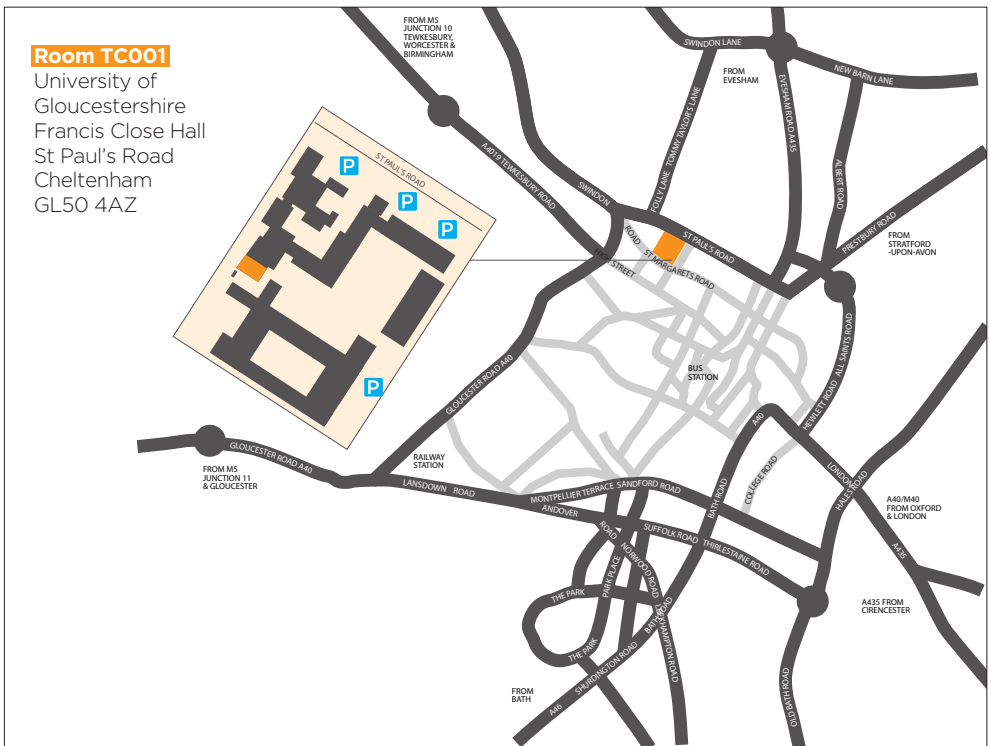 Room TC001
University of
Gloucestershire
Francis Close Hall
St Paul's Road
Cheltenham
GL50 4AZ
FROM M5
JUNCTION 10
TEWKESBURY,
WORCESTER &
BIRMINGHAM
SWINDON LANE
FROM
EVESHAM
NEW BARN LANE
EVESHAM ROAD A435
TOMMY TAYLOR'S LANE
FOLLY LANE
ALBERT ROAD
A4019 TEWKESBURY ROAD
ST PAUL'S ROAD
P
P
P
P
SWINDON
ROAD
ST PAUL'S ROAD
PRESTBURY ROAD
FROM
STRATFORD
-UPON-AVON
HIGH STREET
ST MARGARETS ROAD
ALL SAINTS ROAD
HEWLETT ROAD
BUS
STATION
GLOUCESTER ROAD A40
A40
GLOUCESTER ROAD A40
FROM M5
JUNCTION 11
& GLOUCESTER
RAILWAY
STATION
LANSDOWN ROAD
MONTPELLIER TERRACE
SANDFORD ROAD
BATH ROAD
COLLEGE ROAD
LONDON
HALES ROAD
A40/M40
FROM OXFORD
& LONDON
A435
ANDOVER
ROAD
SUFFOLK ROAD
THIRLESTAINE ROAD
NORWOOD ROAD
PARK PLACE
THE PARK
THE PARK
BATH ROAD
LECKHAMPTON ROAD
SHURDINGTON ROAD
A46
FROM
BATH
A435 FROM
CIRENCESTER
OLD BATH ROAD